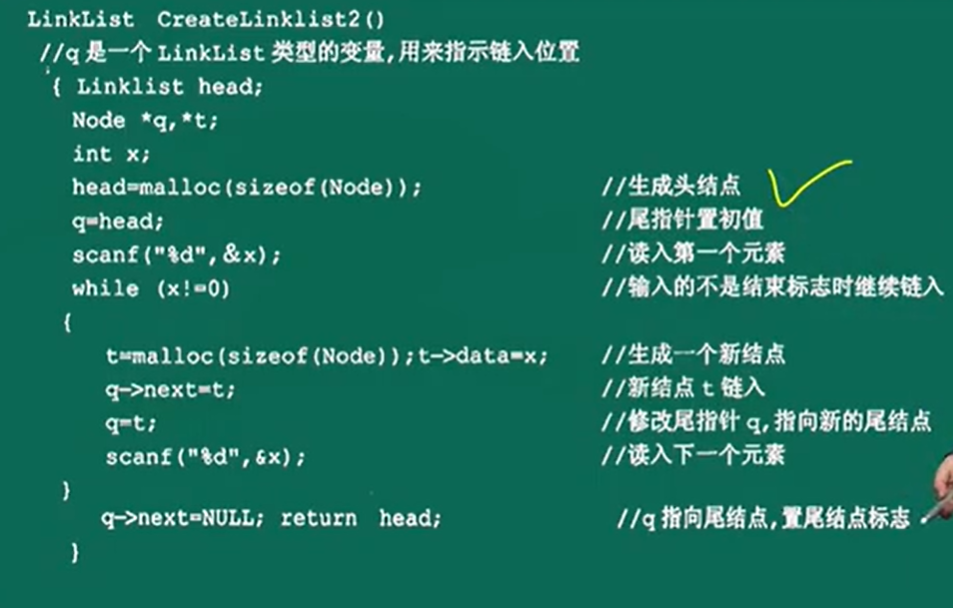 LinkList CreateLinklist2()
//q是一个LinkList类型的变量,用来指示链入位置
{ Linklist head;
Node *q,*t;
int x;
head=malloc(sizeof(Node)); //生成头结点
q=head; //尾指针置初值
scanf("%d",&x); //读入第一个元素
while (x!=0) //输入的不是结束标志时继续链入
{
t=malloc(sizeof(Node));t->data=x; //生成一个新结点
q->next=t; //新结点t链入
q=t; //修改尾指针q,指向新的尾结点
scanf("%d",&x); //读入下一个元素
}
q->next=NULL; return head; //q指向尾结点,置尾结点标志
}